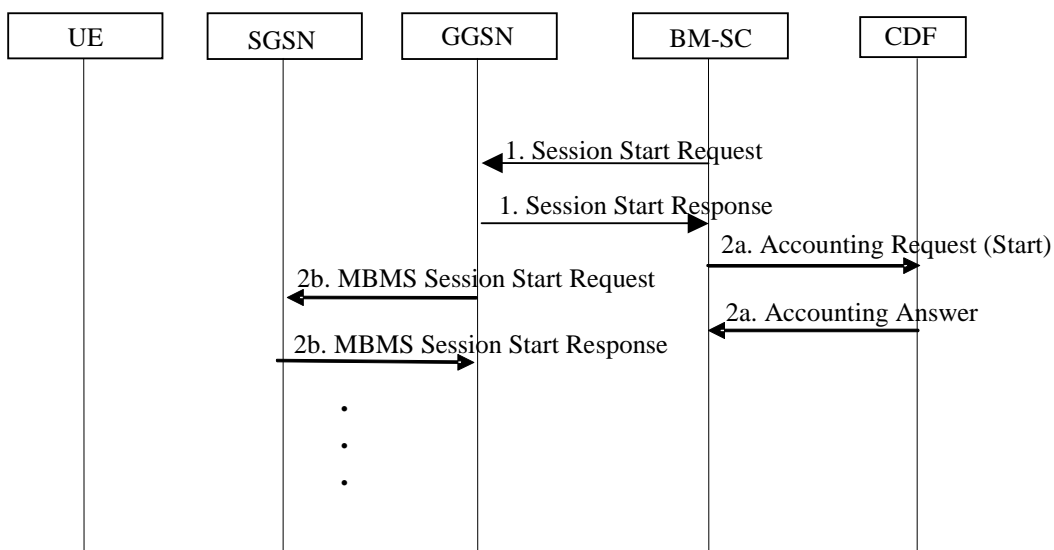 UE
SGSN
GGSN
BM-SC
CDF
1. Session Start Request
1. Session Start Response
2a. Accounting Request (Start)
2b. MBMS Session Start Request
2a. Accounting Answer
2b. MBMS Session Start Response